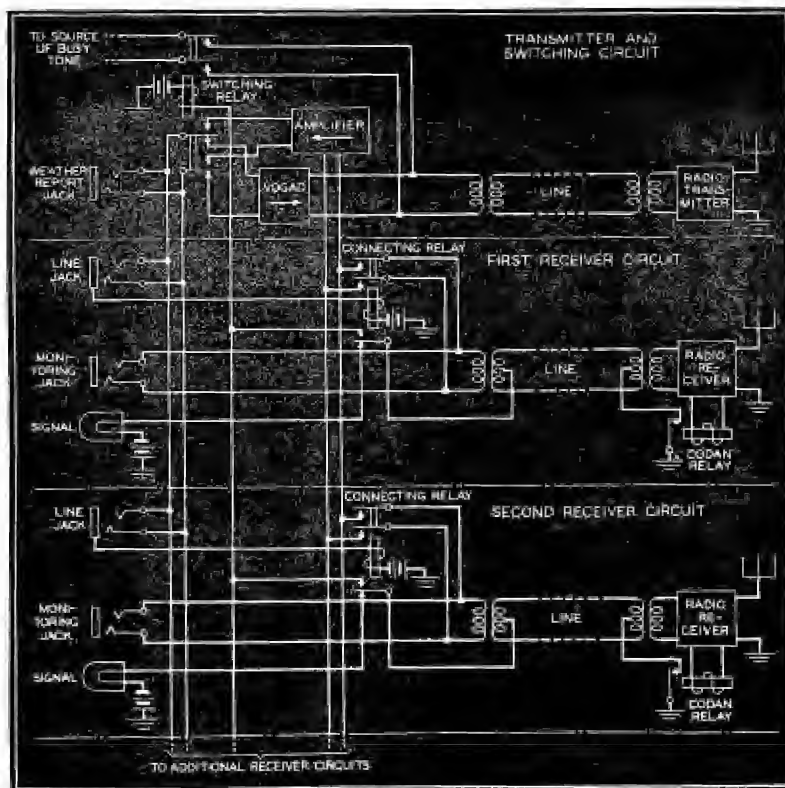 TO SOURCE
OF BUSY
TONE
TRANSMITTER AND
SWITCHING CIRCUIT
SWITCHING
RELAY
AMPLIFIER
WEATHER
REPORT
JACK
VOGAD
LINE
RADIO
TRANS-
MITTER
CONNECTING RELAY
FIRST RECEIVER CIRCUIT
LINE
JACK
MONI-
TORING
JACK
LINE
RADIO
RE-
CEIVER
SIGNAL
CODAN
RELAY
CONNECTING RELAY
SECOND RECEIVER CIRCUIT
LINE
JACK
MONI-
TORING
JACK
LINE
RADIO
RE-
CEIVER
SIGNAL
CODAN
RELAY
TO ADDITIONAL RECEIVER CIRCUITS